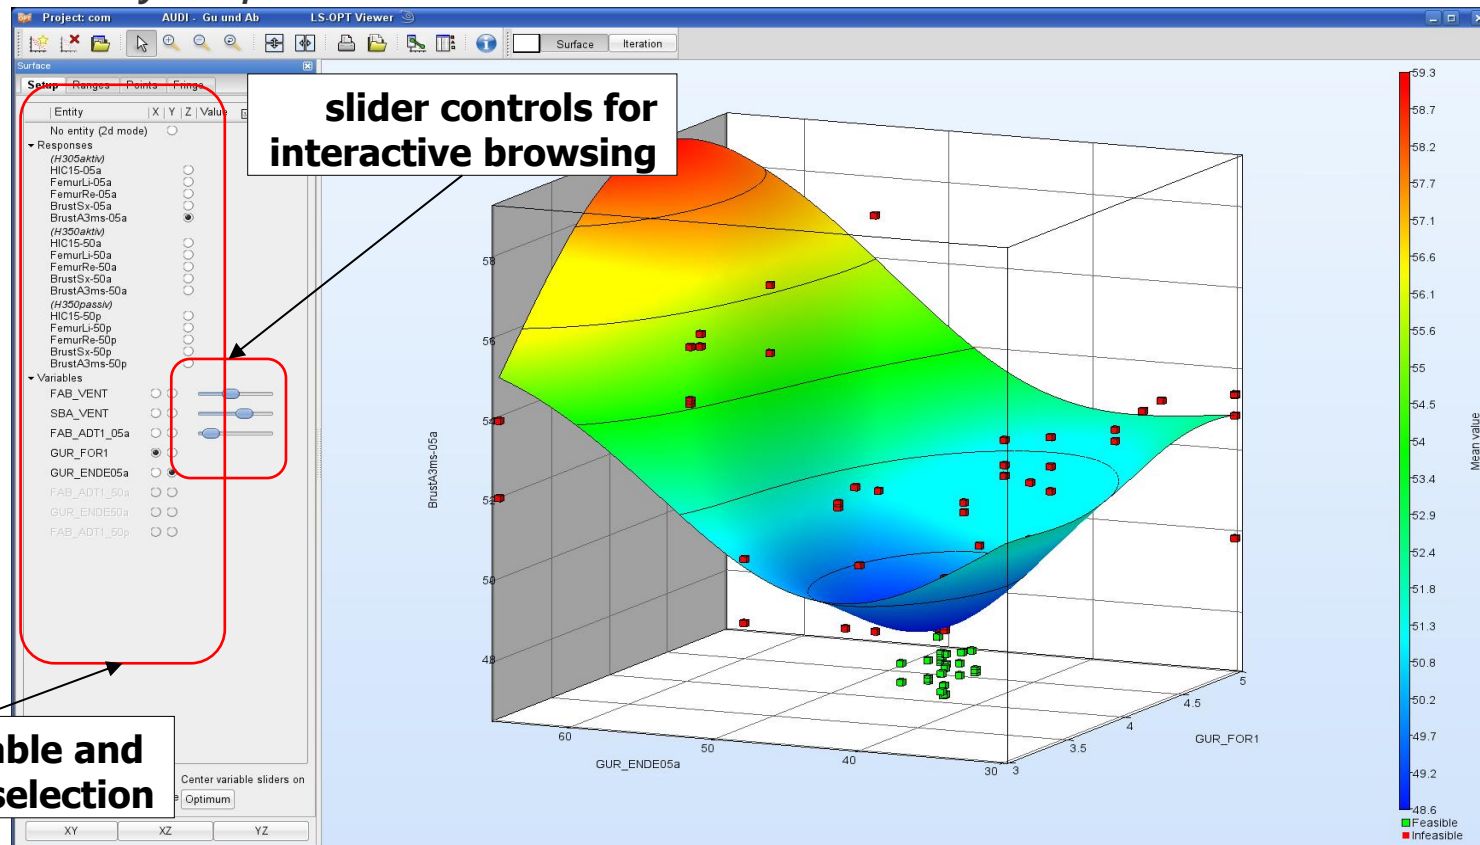 Project: com AUDI - Gu und Ab LS-OPT Viewer
Surface Iteration
Surface
Setup Ranges Points Fringe
Entity X Y Z Value
No entity (2d mode)
Responses
(H305aktiv)
HIC15-05a
FemurLi-05a
FemurRe-05a
BrustSx-05a
BrustA3ms-05a
(H350aktiv)
HIC15-50a
FemurLi-50a
FemurRe-50a
BrustSx-50a
BrustA3ms-50a
(H350passiv)
HIC15-50p
FemurLi-50p
FemurRe-50p
BrustSx-50p
BrustA3ms-50p
Variables
FAB_VENT
SBA_VENT
FAB_ADT1_05a
GUR_FOR1
GUR_ENDE05a
FAB_ADT1_50a
GUR_ENDE50a
FAB_ADT1_50p
slider controls for
interactive browsing
able and
selection
Center variable sliders on
Optimum
XY XZ YZ
BrustA3ms-05a
58
56
54
52
50
48
60 50 40 30
GUR_ENDE05a
3 3.5 4 4.5 5
GUR_FOR1
59.3
58.7
58.2
57.7
57.1
56.6
56.1
55.6
55
54.5
54
53.4
52.9
52.4
51.8
51.3
50.8
50.2
49.7
49.2
48.6
Mean value
Feasible
Infeasible